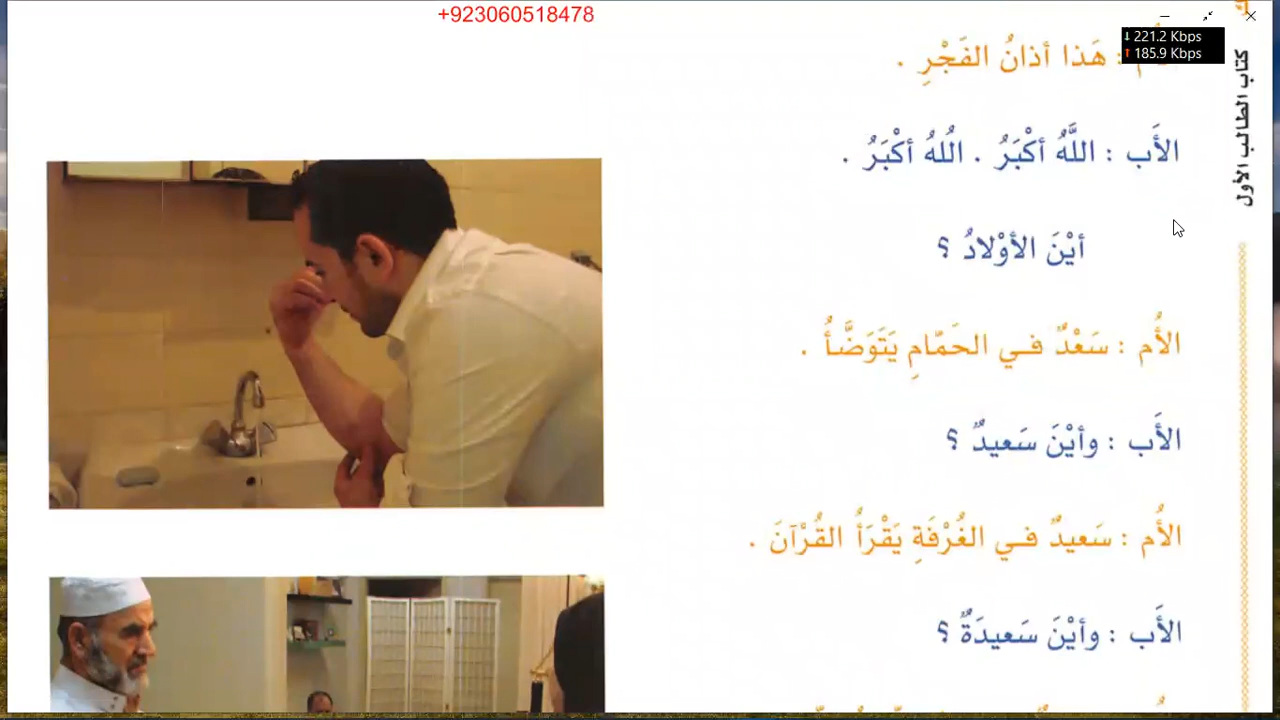 +923060518478
↓ 221.2 Kbps
↑ 185.9 Kbps
كتاب الطالب الأول
: هَذا أذانُ الفَجْرِ .
الأَب : اللَّهُ أكْبَرُ . اللهُ أكْبَرُ .
أيْنَ الأوْلادُ ؟
الأُم : سَعْدٌ في الحَمّامِ يَتَوَضَّأُ .
الأَب : وأيْنَ سَعيدٌ ؟
الأُم : سَعيدٌ في الغُرْفَةِ يَقْرَأُ القُرْآنَ .
الأَب : وأيْنَ سَعيدَةٌ ؟